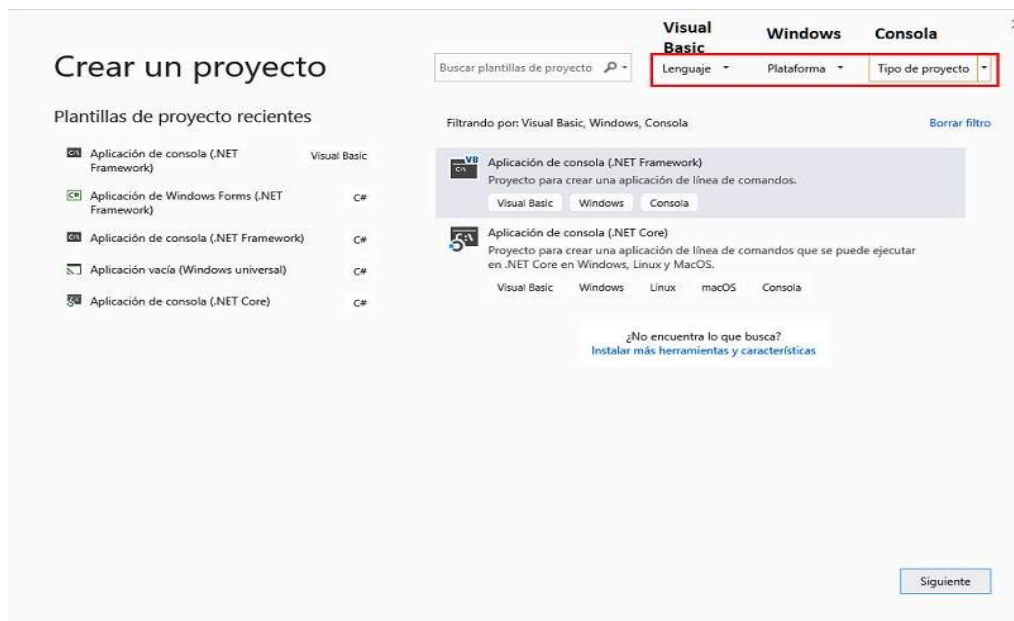 Visual Basic
Windows
Consola
Crear un proyecto
Buscar plantillas de proyecto
Lenguaje
Plataforma
Tipo de proyecto
Plantillas de proyecto recientes
Aplicación de consola (.NET
Framework)
Visual Basic
Aplicación de Windows Forms (.NET
Framework)
C#
Aplicación de consola (.NET Framework)
C#
Aplicación vacía (Windows universal)
C#
Aplicación de consola (.NET Core)
C#
Filtrando por: Visual Basic, Windows, Consola
Borrar filtro
Aplicación de consola (.NET Framework)
Proyecto para crear una aplicación de línea de comandos.
Visual Basic Windows Consola
Aplicación de consola (.NET Core)
Proyecto para crear una aplicación de línea de comandos que se puede ejecutar
en .NET Core en Windows, Linux y MacOS.
Visual Basic Windows Linux macOS Consola
¿No encuentra lo que busca?
Instalar más herramientas y características
Siguiente